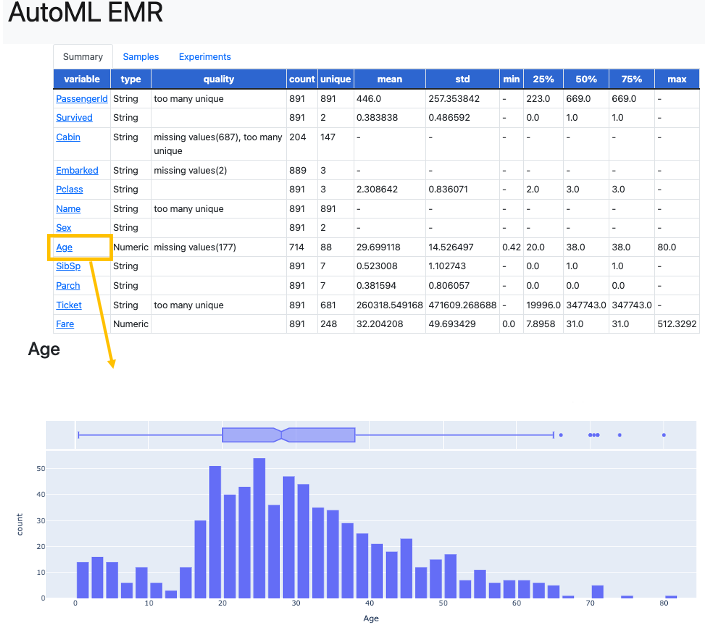 AutoML EMR
Summary Samples Experiments
variable type quality count unique mean std min 25% 50% 75% max
PassengerId String too many unique 891 891 446.0 257.353842 - 223.0 669.0 669.0 -
Survived String 891 2 0.383838 0.486592 - 0.0 1.0 1.0 -
Cabin String missing values(687), too many 204 147 - - - - - - -
unique
Embarked String missing values(2) 889 3 - - - - - - -
Pclass String 891 3 2.308642 0.836071 - 2.0 3.0 3.0 -
Name String too many unique 891 891 - - - - - - -
Sex String 891 2 - - - - - - -
Age Numeric missing values(177) 714 88 29.699118 14.526497 0.42 20.0 38.0 38.0 80.0
SibSp String 891 7 0.523008 1.102743 - 0.0 1.0 1.0 -
Parch String 891 7 0.381594 0.806057 - 0.0 0.0 0.0 -
Ticket String too many unique 891 681 260318.549168 471609.268688 - 19996.0 347743.0 347743.0 -
Fare Numeric 891 248 32.204208 49.693429 0.0 7.8958 31.0 31.0 512.3292
Age
50
40
30
20
10
0
count
0 10 20 30 40 50 60 70 80
Age